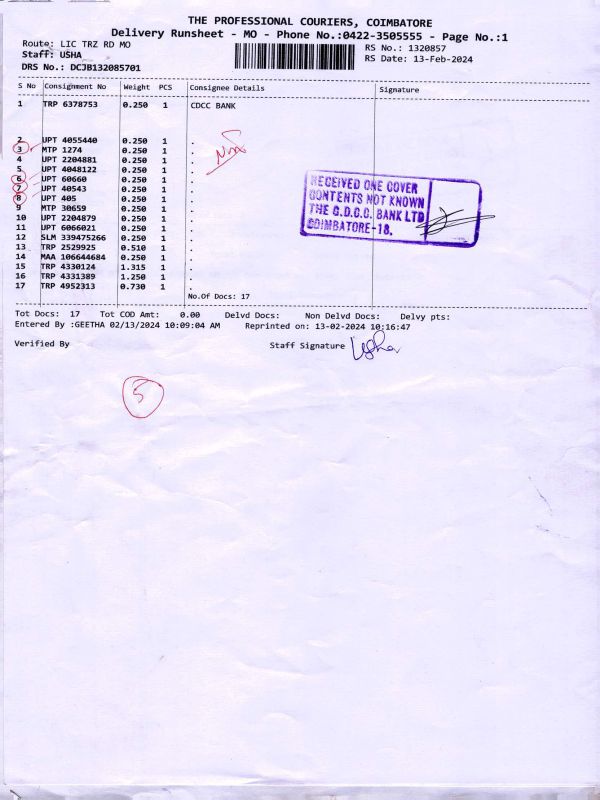 THE PROFESSIONAL COURIERS, COIMBATORE
Delivery Runsheet - MO - Phone No.:0422-3505555 - Page No.:1
Route: LIC TRZ RD MO
RS No.: 1320857
Staff: USHA
RS Date: 13-Feb-2024
DRS No.: DCJB132085701
S No Consignment No Weight PCS Consignee Details Signature
1 TRP 6378753 0.250 1 CDCC BANK
2 UPT 4055440 0.250 1 .
3 MTP 1274 0.250 1 .
4 UPT 2204881 0.250 1 .
5 UPT 4048122 0.250 1 .
6 UPT 60660 0.250 1 .
7 UPT 40543 0.250 1 .
8 UPT 405 0.250 1 .
9 MTP 30659 0.250 1 .
10 UPT 2204879 0.250 1 .
11 UPT 6066021 0.250 1 .
12 SLM 339475266 0.250 1 .
13 TRP 2529925 0.510 1 .
14 MAA 106644684 0.250 1 .
15 TRP 4330124 1.315 1 .
16 TRP 4331389 1.250 1 .
17 TRP 4952313 0.730 1 .
No.Of Docs: 17
RECEIVED ONE COVER
CONTENTS NOT KNOWN
THE C.D.C.C. BANK LTD
COIMBATORE-18.
Tot Docs: 17 Tot COD Amt: 0.00 Delvd Docs: Non Delvd Docs: Delvy pts:
Entered By :GEETHA 02/13/2024 10:09:04 AM Reprinted on: 13-02-2024 10:16:47
Verified By Staff Signature Usha
5